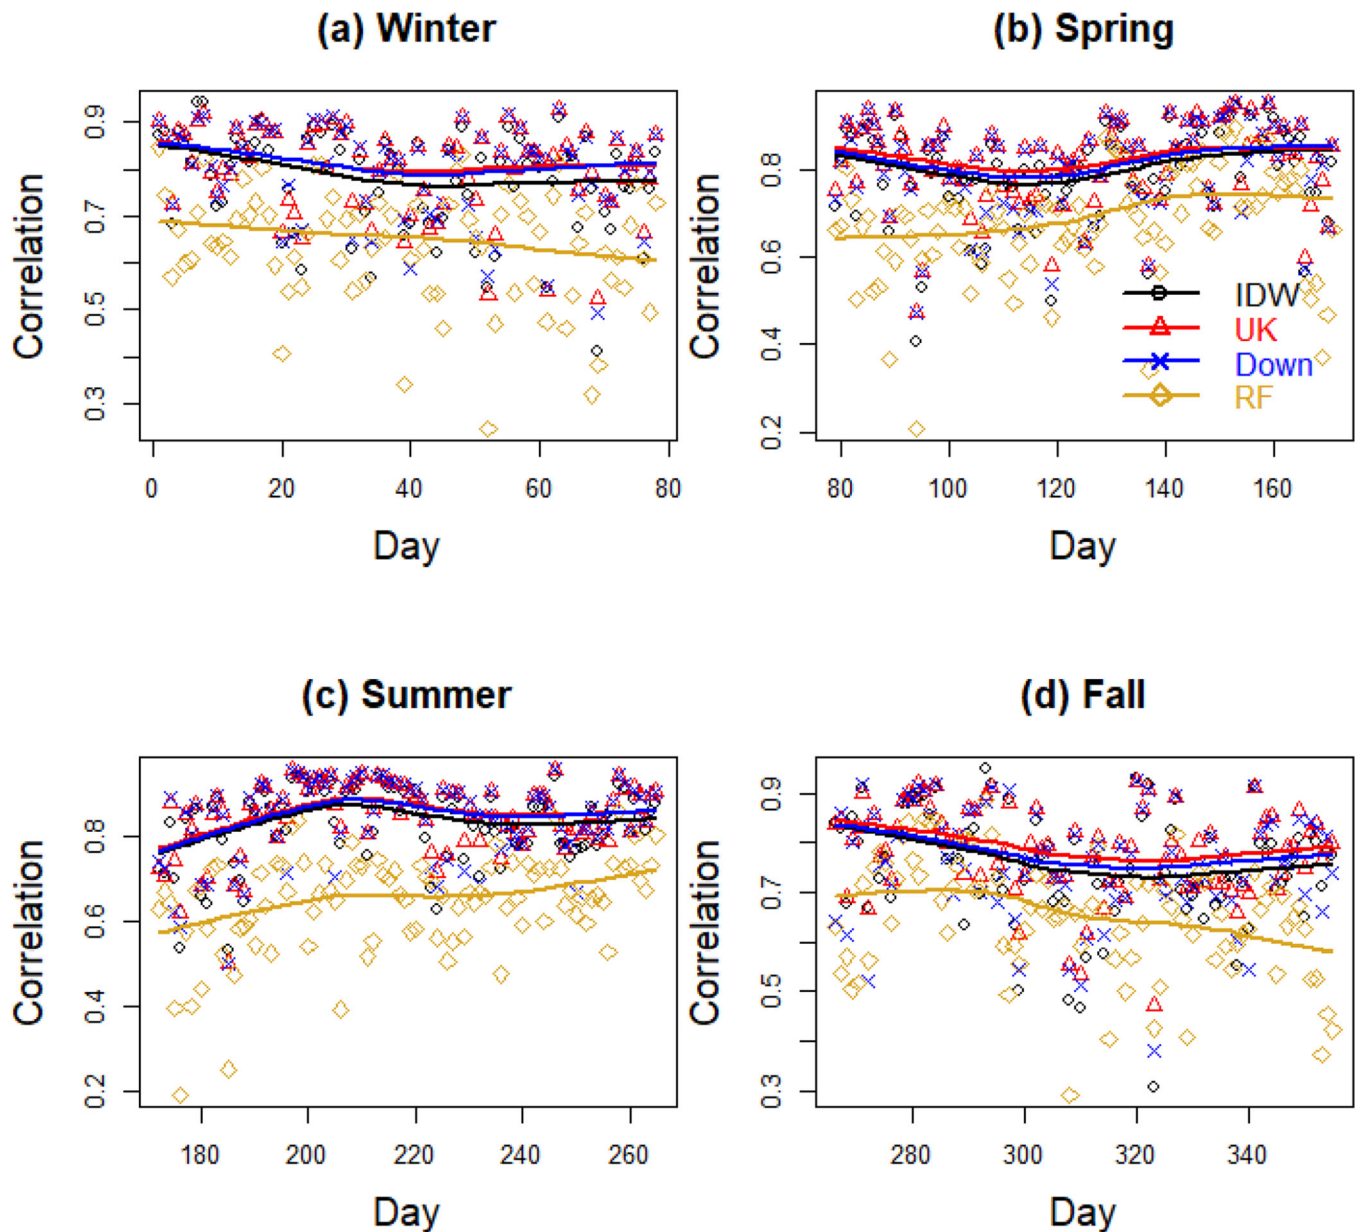 (a) Winter
(b) Spring
Correlation
0.9
0.7
0.5
0.3
0 20 40 60 80
Day
Correlation
0.8
0.6
0.4
0.2
80 100 120 140 160
Day
IDW
UK
Down
RF
(c) Summer
(d) Fall
Correlation
0.8
0.6
0.4
0.2
180 200 220 240 260
Day
Correlation
0.9
0.7
0.5
0.3
280 300 320 340
Day